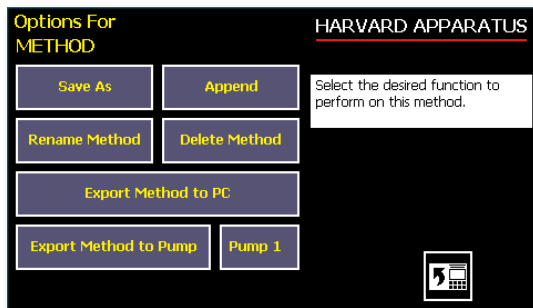 Options For
METHOD
HARVARD APPARATUS
Save As
Append
Select the desired function to
perform on this method.
Rename Method
Delete Method
Export Method to PC
Export Method to Pump
Pump 1